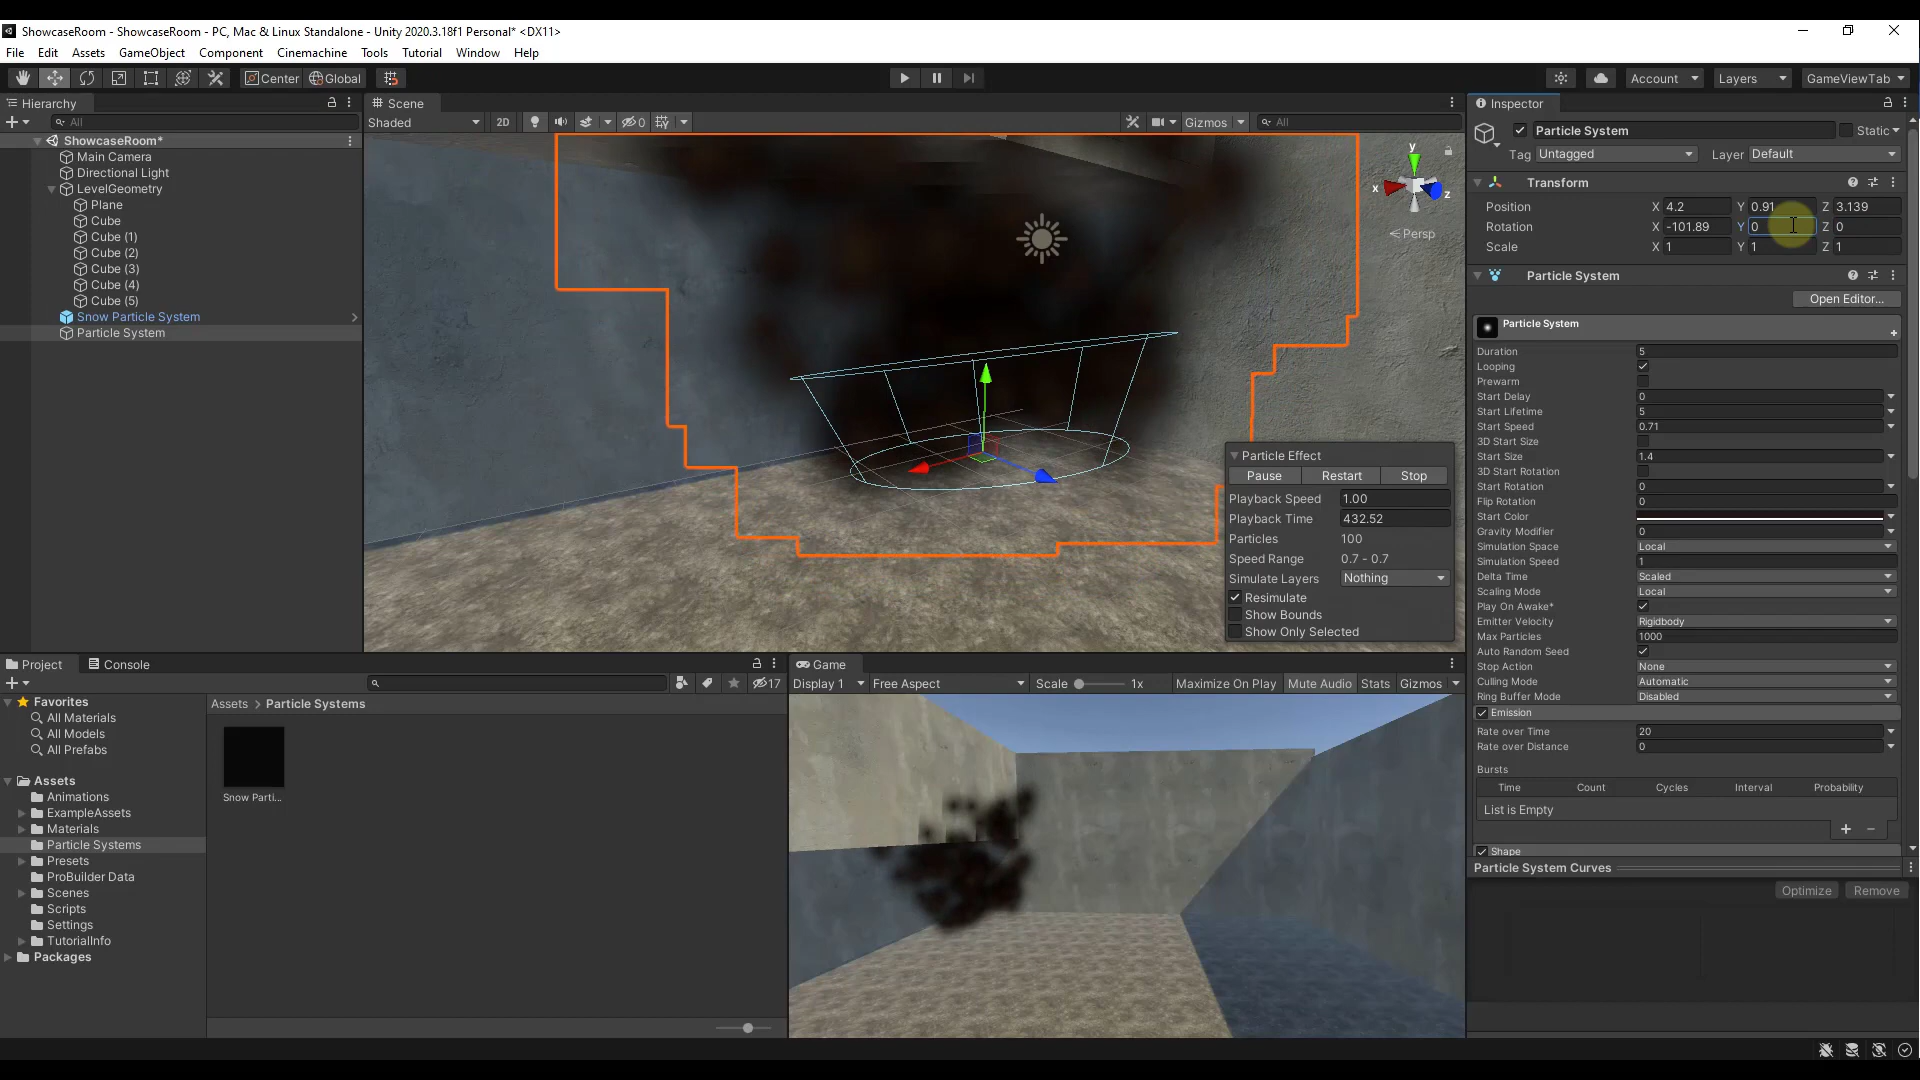 ShowcaseRoom - ShowcaseRoom - PC, Mac & Linux Standalone - Unity 2020.3.18f1 Personal* <DX11>
File Edit Assets GameObject Component Cinemachine Tools Tutorial Window Help
Center Global Account Layers GameViewTab
Hierarchy
All
ShowcaseRoom*
Main Camera
Directional Light
LevelGeometry
Plane
Cube
Cube (1)
Cube (2)
Cube (3)
Cube (4)
Cube (5)
Snow Particle System
Particle System
Scene
Shaded 2D 0 Gizmos All
y
x z
Persp
Particle Effect
Pause Restart Stop
Playback Speed 1.00
Playback Time 432.52
Particles 100
Speed Range 0.7 - 0.7
Simulate Layers Nothing
Resimulate
Show Bounds
Show Only Selected
Project Console
17
Favorites
All Materials
All Models
All Prefabs
Assets
Animations
ExampleAssets
Materials
Particle Systems
Presets
ProBuilder Data
Scenes
Scripts
Settings
TutorialInfo
Packages
Assets > Particle Systems
Snow Parti...
Game
Display 1 Free Aspect Scale 1x Maximize On Play Mute Audio Stats Gizmos
Inspector
Particle System Static
Tag Untagged Layer Default
Transform
Position X 4.2 Y 0.91 Z 3.139
Rotation X -101.89 Y 0 Z 0
Scale X 1 Y 1 Z 1
Particle System
Open Editor...
Particle System
Duration 5
Looping
Prewarm
Start Delay 0
Start Lifetime 5
Start Speed 0.71
3D Start Size
Start Size 1.4
3D Start Rotation
Start Rotation 0
Flip Rotation 0
Start Color
Gravity Modifier 0
Simulation Space Local
Simulation Speed 1
Delta Time Scaled
Scaling Mode Local
Play On Awake*
Emitter Velocity Rigidbody
Max Particles 1000
Auto Random Seed
Stop Action None
Culling Mode Automatic
Ring Buffer Mode Disabled
Emission
Rate over Time 20
Rate over Distance 0
Bursts
Time Count Cycles Interval Probability
List is Empty
Shape
Particle System Curves
Optimize Remove